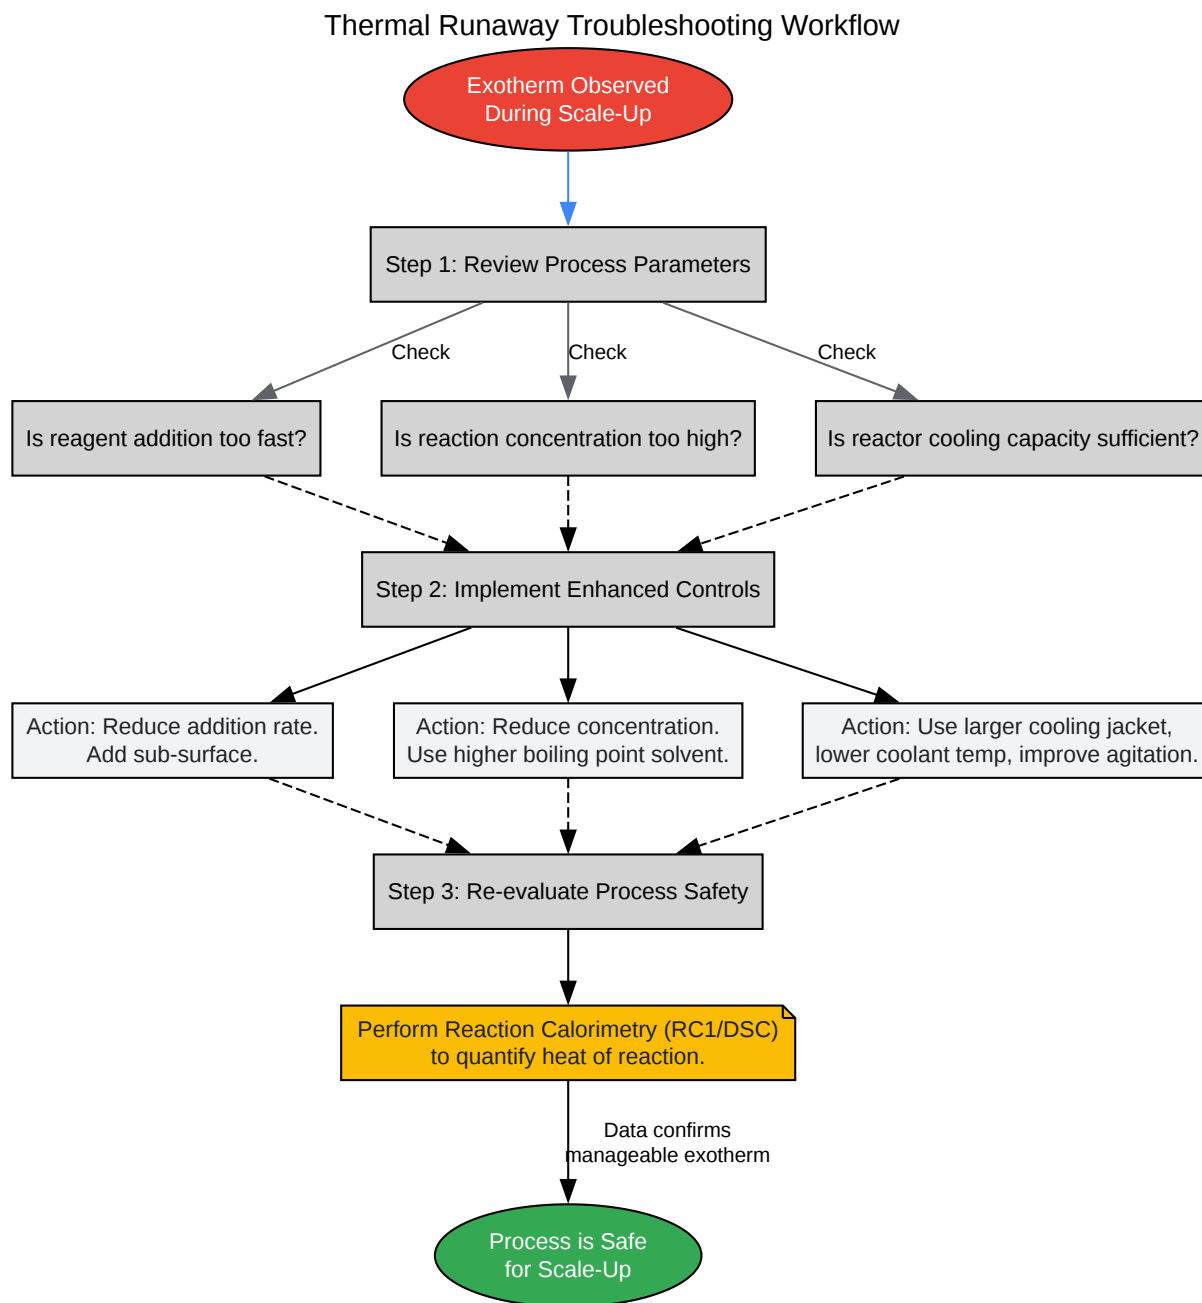 Thermal Runaway Troubleshooting Workflow
Exotherm Observed
During Scale-Up
Step 1: Review Process Parameters
Check
Check
Check
Is reagent addition too fast?
Is reaction concentration too high?
Is reactor cooling capacity sufficient?
Step 2: Implement Enhanced Controls
Action: Reduce addition rate.
Add sub-surface.
Action: Reduce concentration.
Use higher boiling point solvent.
Action: Use larger cooling jacket,
lower coolant temp, improve agitation.
Step 3: Re-evaluate Process Safety
Perform Reaction Calorimetry (RC1/DSC)
to quantify heat of reaction.
Data confirms
manageable exotherm
Process is Safe
for Scale-Up